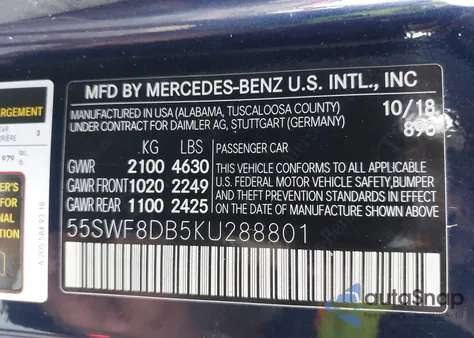 MFD BY MERCEDES-BENZ U.S. INTL., INC
MANUFACTURED IN USA (ALABAMA, TUSCALOOSA COUNTY) 10/18
UNDER CONTRACT FOR DAIMLER AG, STUTTGART (GERMANY) 896
KG LBS PASSENGER CAR
GVWR 2100 4630
GAWR FRONT 1020 2249
GAWR REAR 1100 2425
THIS VEHICLE CONFORMS TO ALL APPLICABLE
U.S. FEDERAL MOTOR VEHICLE SAFETY, BUMPER
AND THEFT PREVENTION STANDARDS IN EFFECT
ON THE DATE OF MANUFACTURE SHOWN ABOVE.
55SWF8DB5KU288801
ARGEMENT
3
979
autoSnap